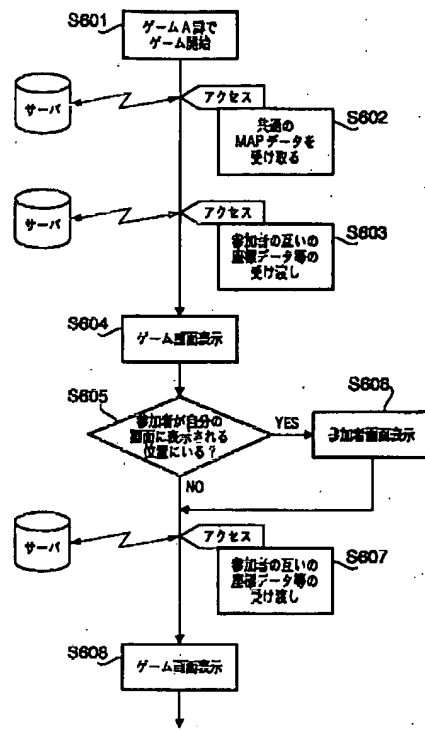 S601
ゲームA群で
ゲーム開始
サーバ
アクセス
共通の
MAPデータを
受け取る
S602
サーバ
アクセス
参加者の互いの
座標データ等の
受け渡し
S603
S604
ゲーム画面表示
S605
参加者が自分の
画面に表示される
位置にいる?
YES
NO
S606
参加者画面表示
サーバ
アクセス
参加者の互いの
座標データ等の
受け渡し
S607
S608
ゲーム画面表示